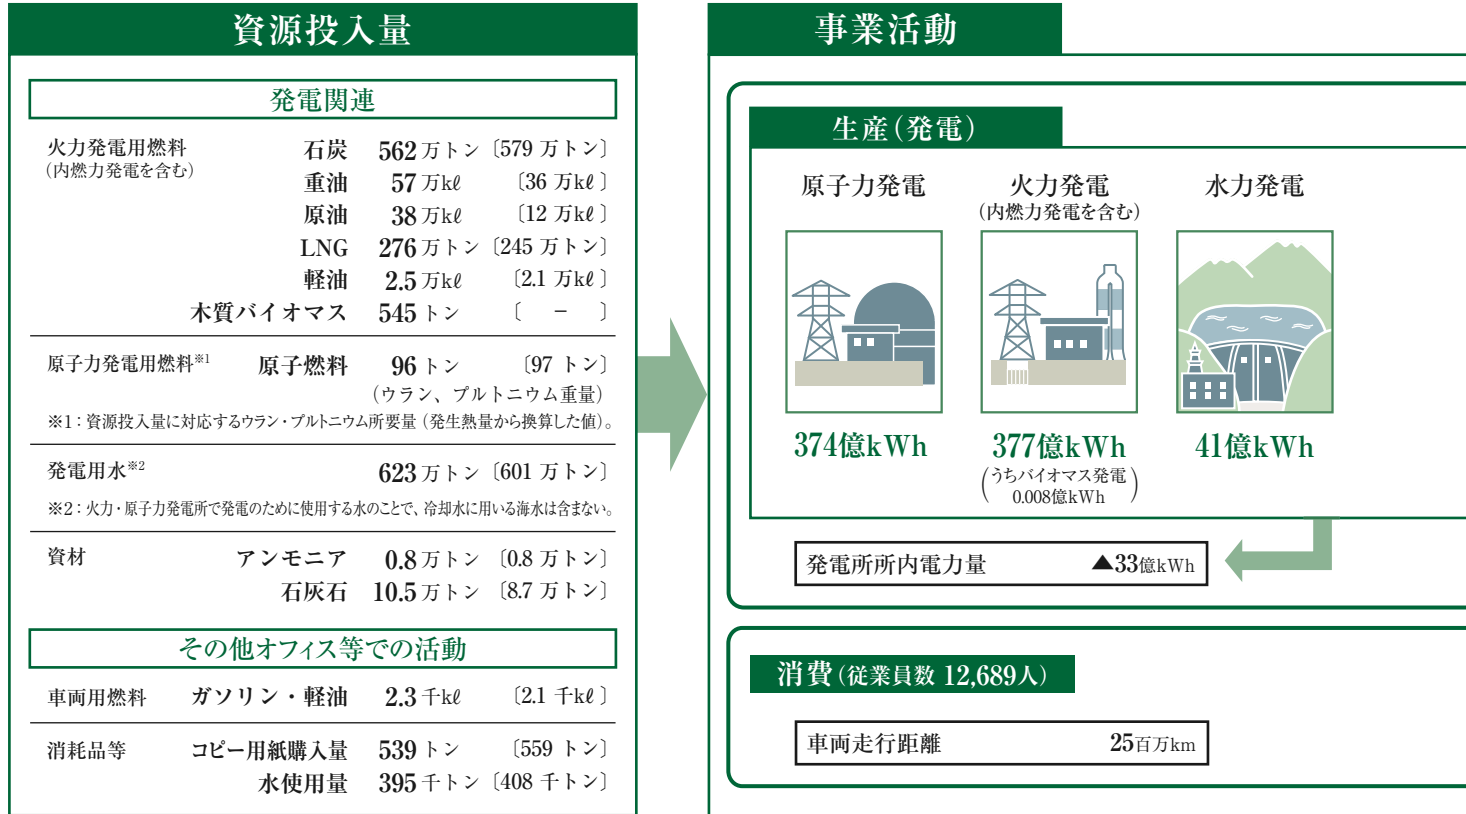 資源投入量
発電関連
火力発電用燃料
(内燃力発電を含む)
石炭 562万トン〔579 万トン〕
重油 57万kℓ 〔36 万kℓ〕
原油 38万kℓ 〔12 万kℓ〕
LNG 276万トン〔245 万トン〕
軽油 2.5万kℓ 〔2.1 万kℓ〕
木質バイオマス 545トン 〔 － 〕
原子力発電用燃料※1 原子燃料 96トン 〔97 トン〕
(ウラン、プルトニウム重量)
※1：資源投入量に対応するウラン・プルトニウム所要量(発生熱量から換算した値)。
発電用水※2 623万トン〔601 万トン〕
※2：火力・原子力発電所で発電のために使用する水のことで、冷却水に用いる海水は含まない。
資材 アンモニア 0.8万トン〔0.8 万トン〕
石灰石 10.5万トン〔8.7 万トン〕
その他オフィス等での活動
車両用燃料 ガソリン・軽油 2.3千kℓ 〔2.1 千kℓ〕
消耗品等 コピー用紙購入量 539トン 〔559 トン〕
水使用量 395千トン〔408 千トン〕
事業活動
生産(発電)
原子力発電
374億kWh
火力発電
(内燃力発電を含む)
377億kWh
(うちバイオマス発電
0.008億kWh)
水力発電
41億kWh
発電所所内電力量 ▲33億kWh
消費(従業員数 12,689人)
車両走行距離 25百万km